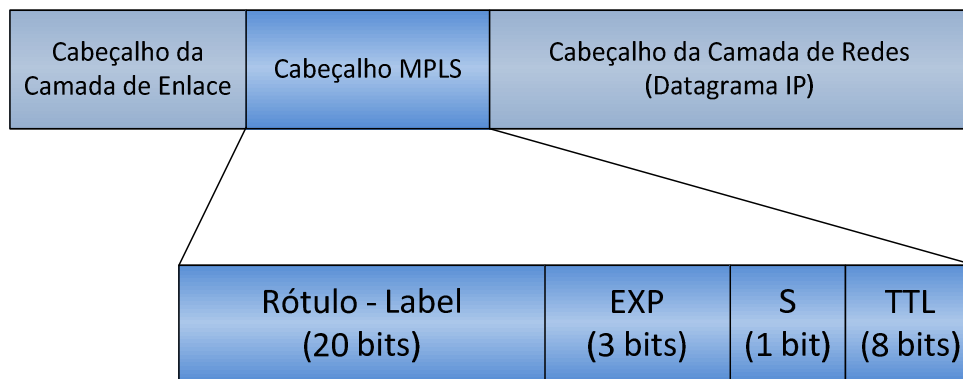 Cabeçalho da
Camada de Enlace
Cabeçalho MPLS
Cabeçalho da Camada de Redes
(Datagrama IP)
Rótulo - Label
(20 bits)
EXP
(3 bits)
S
(1 bit)
TTL
(8 bits)